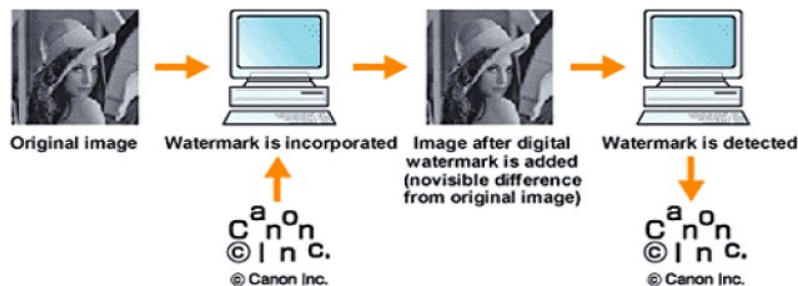 Original image
Watermark is incorporated
Image after digital
watermark is added
(novisible difference
from original image)
Watermark is detected
Canon
© Inc.
© Canon Inc.
Canon
© Inc.
© Canon Inc.